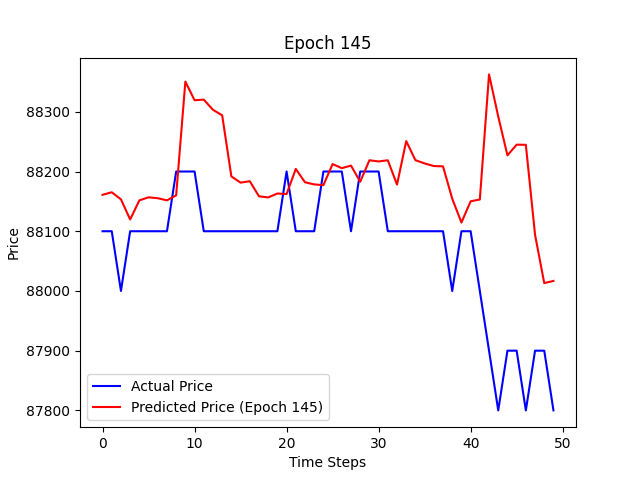 Epoch 145
Price
88300
88200
88100
88000
87900
87800
Actual Price
Predicted Price (Epoch 145)
0 10 20 30 40 50
Time Steps